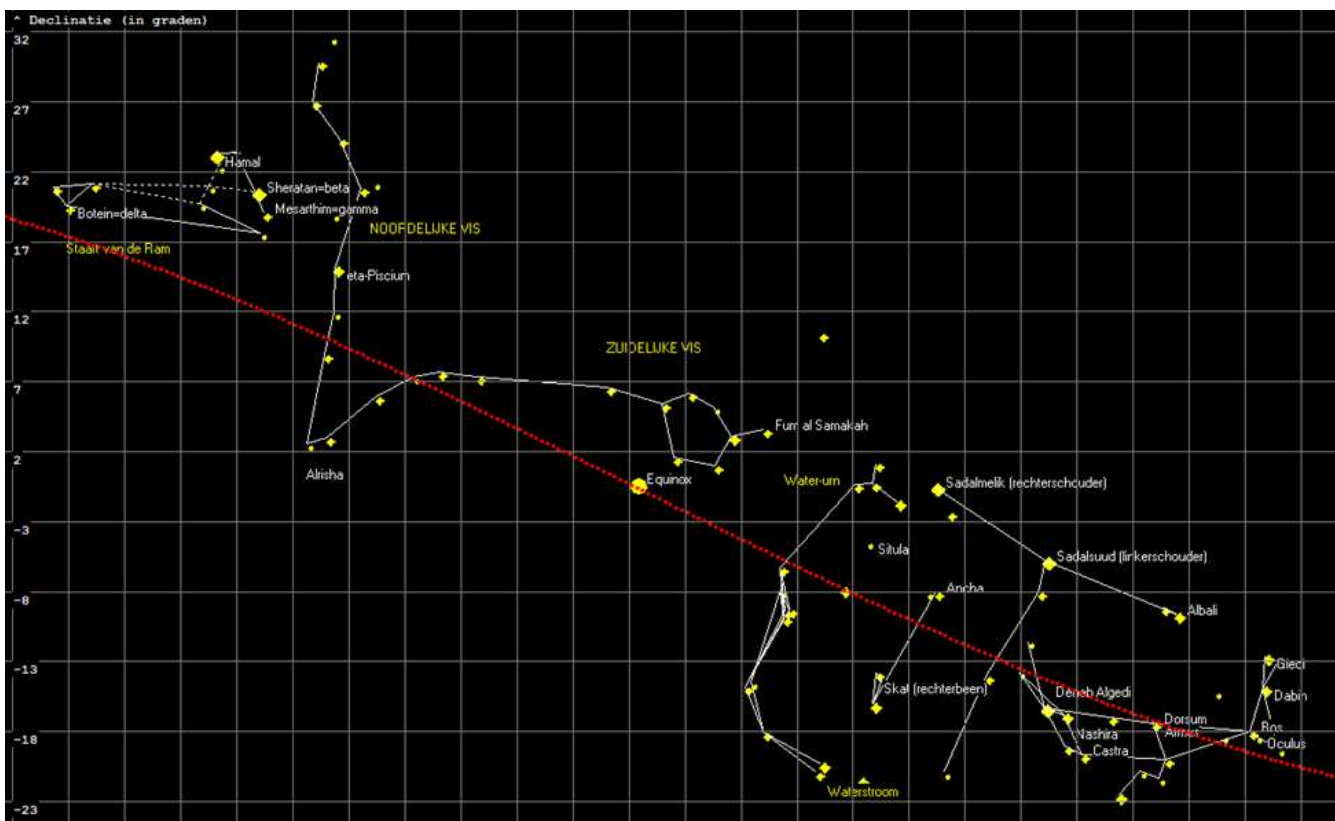 ^ Declinatie (in graden)
32
27
Hamal
22
Sheratan=beta
Botein=delta
Mesarthim=gamma
NOOFDELIJKE VIS
17
Staait van de Ram
eta-Piscium
12
ZUIDELIJKE VIS
7
Fum al Samakah
2
Alrisha
Equinox
Water-urn
Sadalmelik (rechterschouder)
-3
Situla
Sadalsuud (linkerschouder)
-8
Ancha
Albali
-13
Giedi
Skat (rechterbeen)
Deneb Algedi
Dabih
Dorsum
Bos
-18
Nashira
Armus
Oculus
Castra
Waterstroom
-23